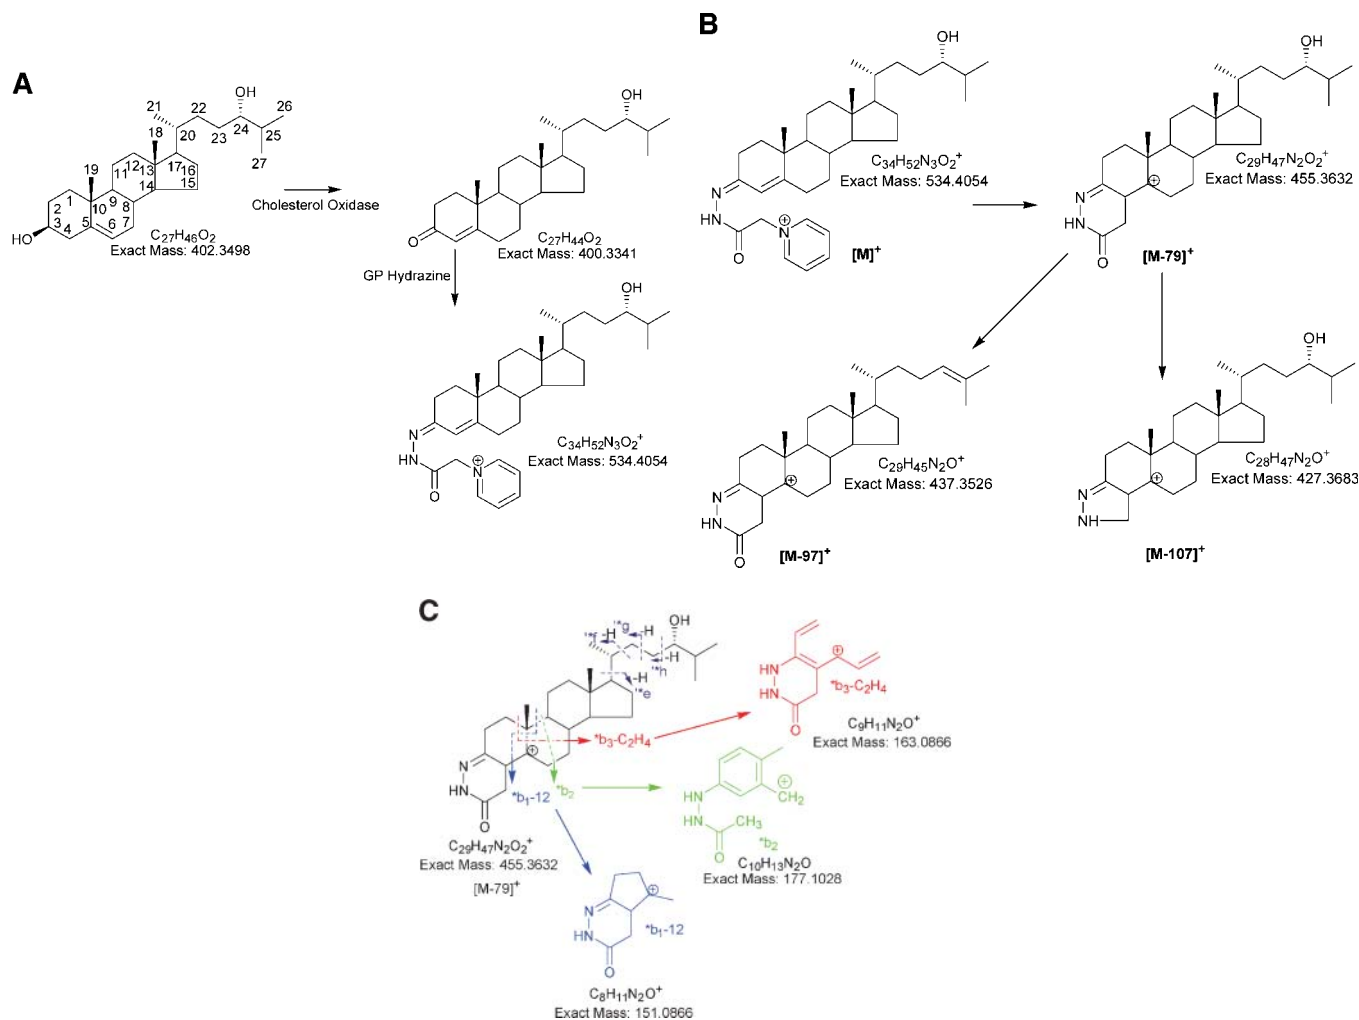 A
OH
21
22
26
18
20
23
24
25
27
19
11
12
13
17
16
1
9
14
15
2
10
8
3
4
5
6
7
HO
C27H46O2
Exact Mass: 402.3498
Cholesterol Oxidase
OH
O
C27H44O2
Exact Mass: 400.3341
GP Hydrazine
OH
N
HN
O
N
+
C34H52N3O2+
Exact Mass: 534.4054
B
OH
N
HN
O
N
+
C34H52N3O2+
Exact Mass: 534.4054
[M]+
OH
N
HN
O
+
C29H47N2O2+
Exact Mass: 455.3632
[M-79]+
N
HN
O
+
C29H45N2O+
Exact Mass: 437.3526
[M-97]+
OH
N
NH
+
C28H47N2O+
Exact Mass: 427.3683
[M-107]+
C
OH
-H
*g
-H
-H
*h
-H
*e
N
HN
O
+
*b3-C2H4
*b1-12
*b2
C29H47N2O2+
Exact Mass: 455.3632
[M-79]+
HN
HN
O
+
*b3-C2H4
C9H11N2O+
Exact Mass: 163.0866
HN
HN
O
CH3
+
CH2
*b2
C10H13N2O
Exact Mass: 177.1028
N
HN
O
+
*b1-12
C8H11N2O+
Exact Mass: 151.0866